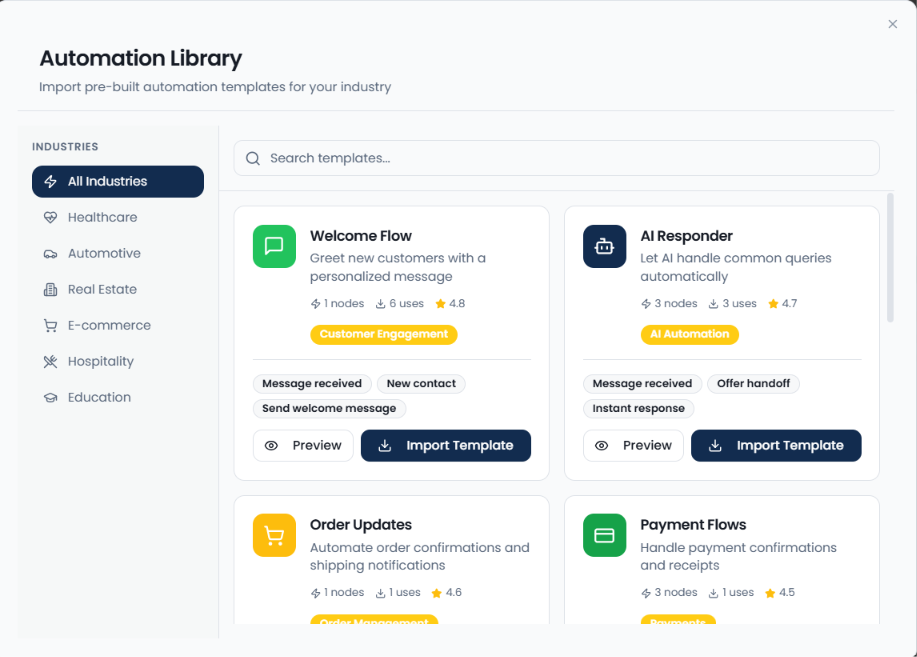 Automation Library
Import pre-built automation templates for your industry
INDUSTRIES
All Industries
Healthcare
Automotive
Real Estate
E-commerce
Hospitality
Education
Search templates...
Welcome Flow
Greet new customers with a
personalized message
1 nodes 6 uses 4.8
Customer Engagement
Message received New contact
Send welcome message
Preview Import Template
AI Responder
Let AI handle common queries
automatically
3 nodes 3 uses 4.7
AI Automation
Message received Offer handoff
Instant response
Preview Import Template
Order Updates
Automate order confirmations and
shipping notifications
1 nodes 1 uses 4.6
Order Management
Payment Flows
Handle payment confirmations
and receipts
3 nodes 1 uses 4.5
Payments